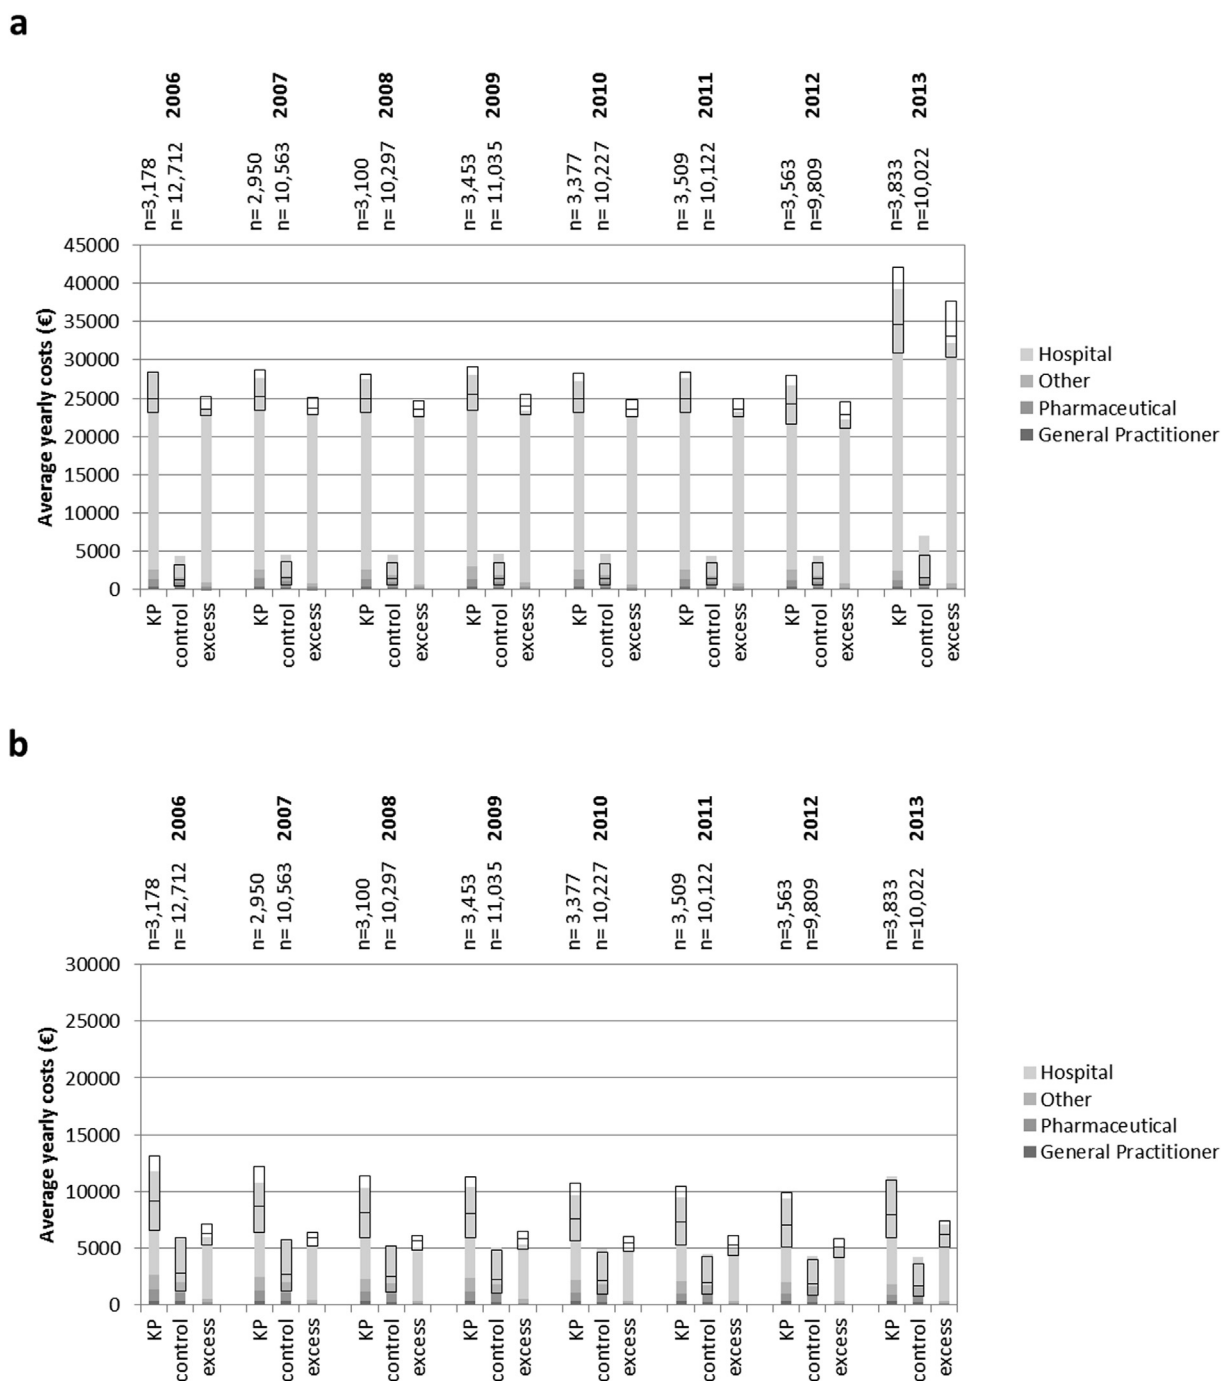 a
2006
2007
2008
2009
2010
2011
2012
2013
n=3,178
n= 12,712
n= 2,950
n= 10,563
n=3,100
n= 10,297
n= 3,453
n= 11,035
n= 3,377
n= 10,227
n= 3,509
n= 10,122
n=3,563
n=9,809
n=3,833
n=10,022
Average yearly costs (€)
45000
40000
35000
30000
25000
20000
15000
10000
5000
0
KP
control
excess
KP
control
excess
KP
control
excess
KP
control
excess
KP
control
excess
KP
control
excess
KP
control
excess
KP
control
excess
Hospital
Other
Pharmaceutical
General Practitioner
b
2006
2007
2008
2009
2010
2011
2012
2013
n=3,178
n= 12,712
n= 2,950
n= 10,563
n=3,100
n= 10,297
n= 3,453
n= 11,035
n= 3,377
n= 10,227
n= 3,509
n= 10,122
n=3,563
n=9,809
n=3,833
n=10,022
Average yearly costs (€)
30000
25000
20000
15000
10000
5000
0
KP
control
excess
KP
control
excess
KP
control
excess
KP
control
excess
KP
control
excess
KP
control
excess
KP
control
excess
KP
control
excess
Hospital
Other
Pharmaceutical
General Practitioner